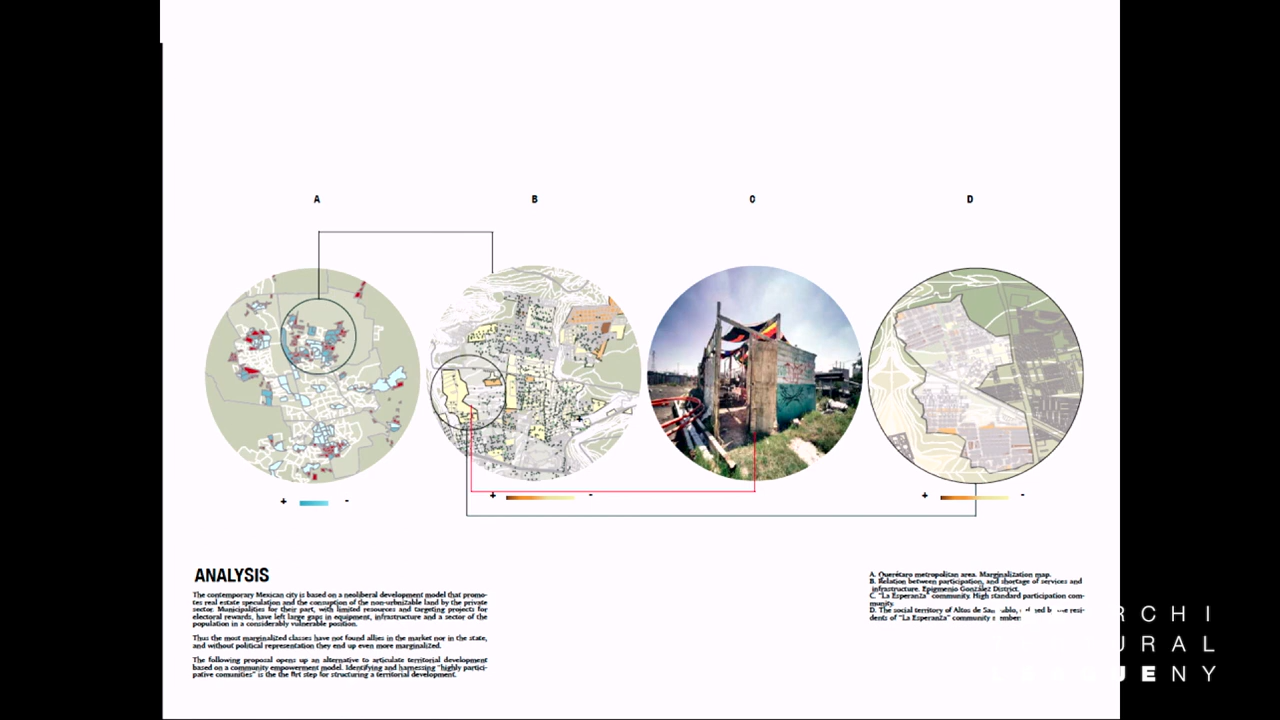 A B C D
+ -
+ -
+ -
ANALYSIS
The contemporary Mexican city is based on a neoliberal development model that promo-
tes real estate speculation and the consuption of the non-urbnizable land by the private
sector. Municipalities for their part, with limited resources and targeting projects for
electoral rewards, have left large gaps in equipment, infrastructure and a sector of the
population in a considerably vulnerable position.
Thus the most marginalized classes have not found allies in the market nor in the state,
and without political representation they end up even more marginalized.
The following proposal opens up an alternative to articulate territorial development
based on a community empowerment model. Identifying and harnessing "highly partici-
pative comunities" is the the first step for structuring a territorial development.
A. Querétaro metropolitan area. Marginalization map.
B. Relation between participation, and shortage of services and
infrastructure. Epigmenio González District.
C. "La Esperanza" community. High standard participation com-
munity.
D. The social territory of Altos de San resi-
dents of "La Esperanza" community
RCHI
URAL
UENY